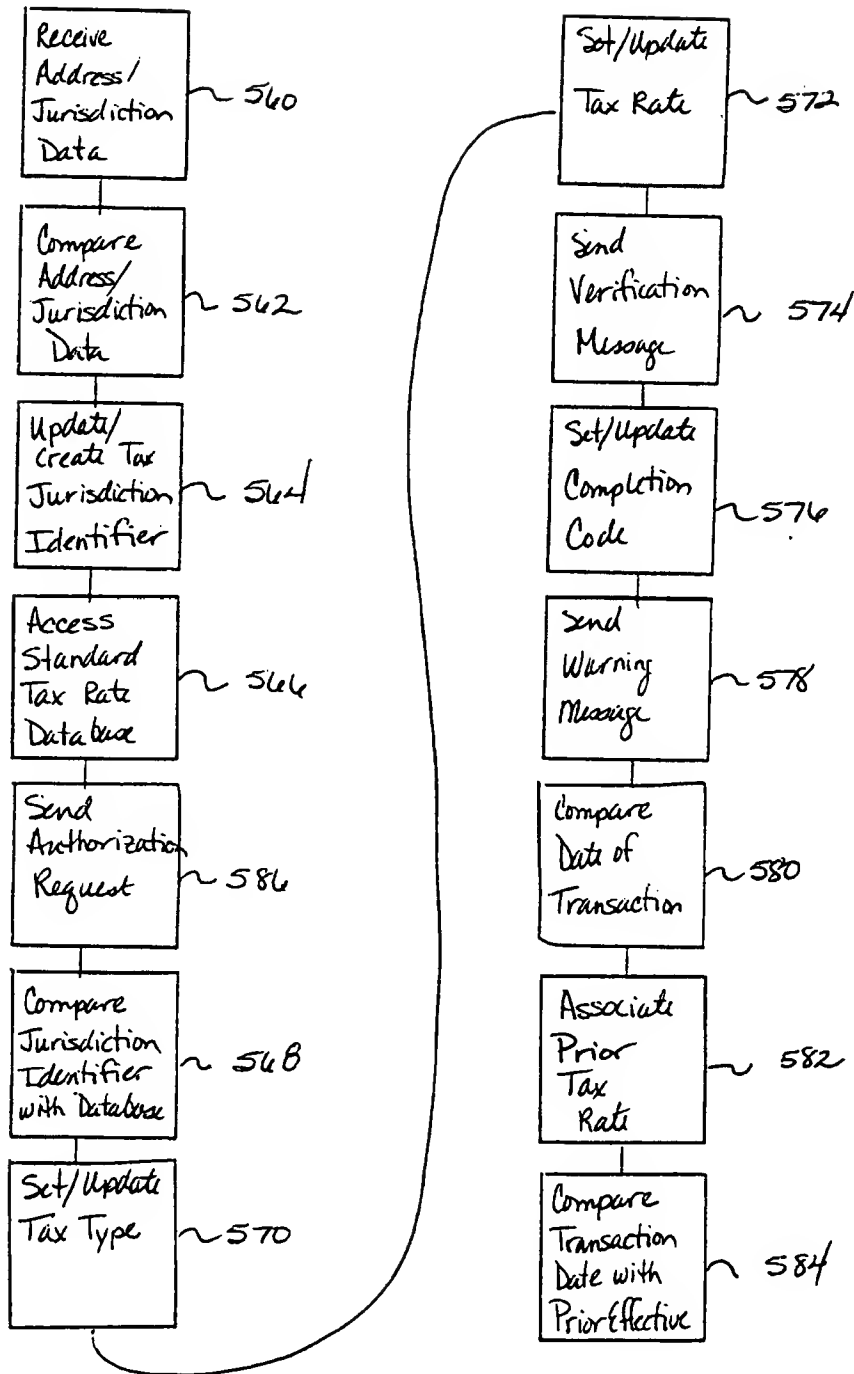 Receive
Address/
Jurisdiction
Data
560
Compare
Address/
Jurisdiction
Data
562
Update/
Create Tax
Jurisdiction
Identifier
564
Access
Standard
Tax Rate
Database
566
Send
Authorization
Request
586
Compare
Jurisdiction
Identifier
with Database
568
Set/Update
Tax Type
570
Set/Update
Tax Rate
572
Send
Verification
Message
574
Set/Update
Completion
Code
576
Send
Warning
Message
578
Compare
Date of
Transaction
580
Associate
Prior
Tax
Rate
582
Compare
Transaction
Date with
Prior Effective
584